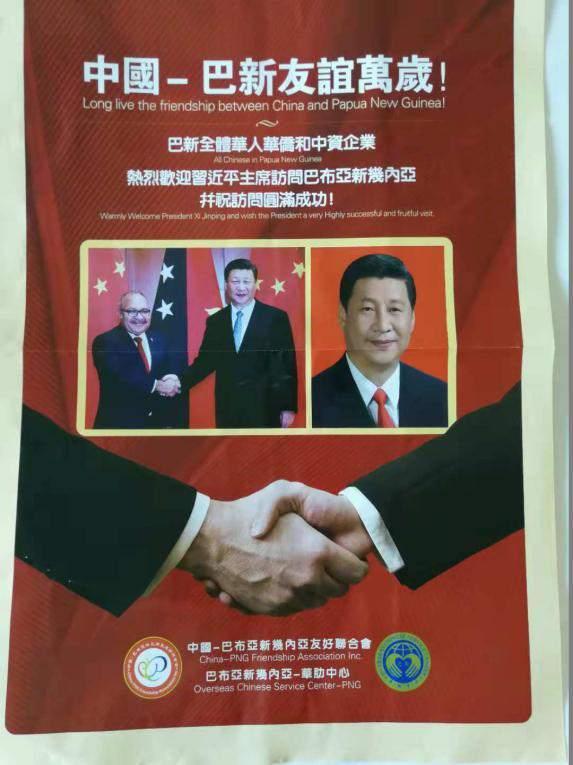 中國－巴新友誼萬歲！
Long live the friendship between China and Papua New Guinea!
巴新全體華人華僑和中資企業
All Chinese in Papua New Guinea
熱烈歡迎習近平主席訪問巴布亞新幾內亞
幷祝訪問圓滿成功！
Warmly Welcome President Xi Jinping and wish the President a very Highly successful and fruitful visit.
中國－巴布亞新幾內亞友好聯合會
China-PNG Friendship Association Inc.
巴布亞新幾內亞－華助中心
Overseas Chinese Service Center-PNG